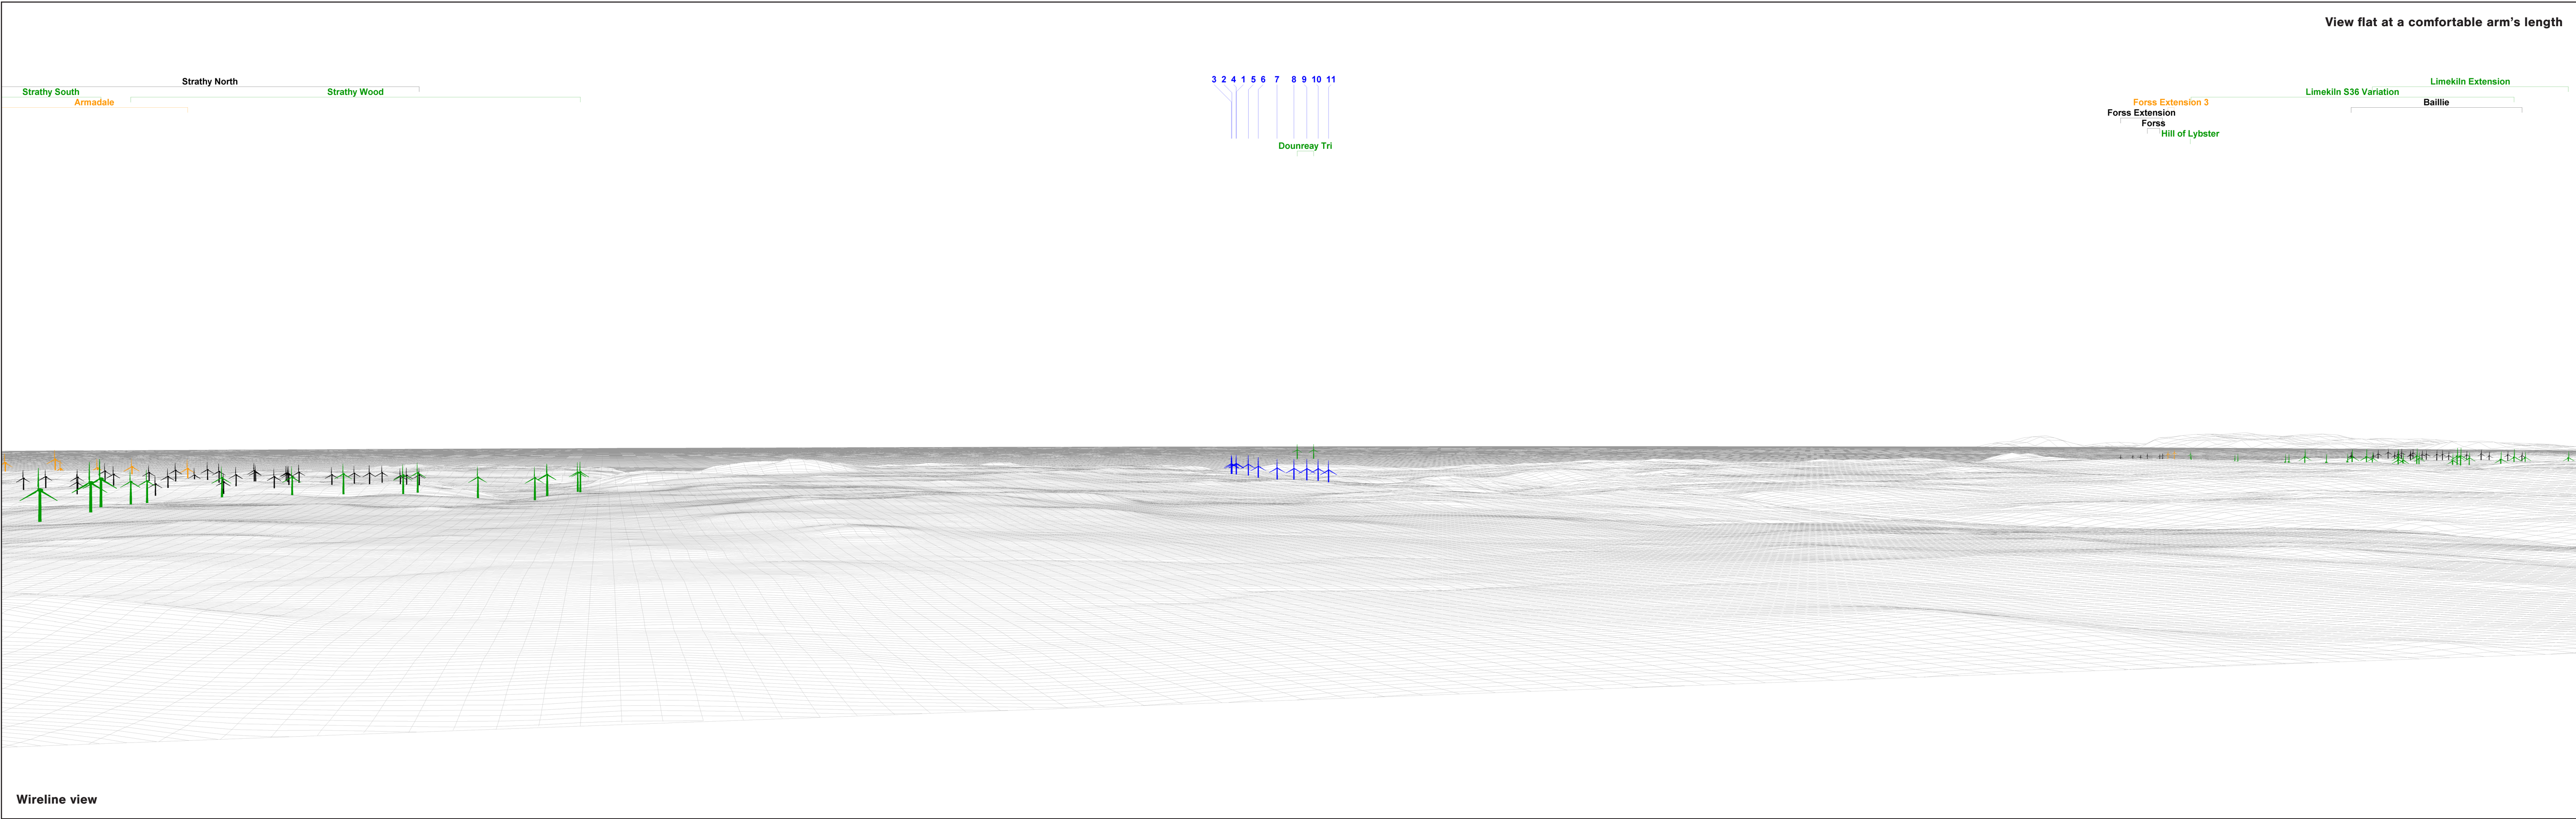 View flat at a comfortable arm's length
Strathy North
Strathy South
Strathy Wood
Armadale
3 2 4 1 5 6 7 8 9 10 11
Dounreay Tri
Limekiln Extension
Limekiln S36 Variation
Forss Extension 3
Baillie
Forss Extension
Forss
Hill of Lybster
Wireline view